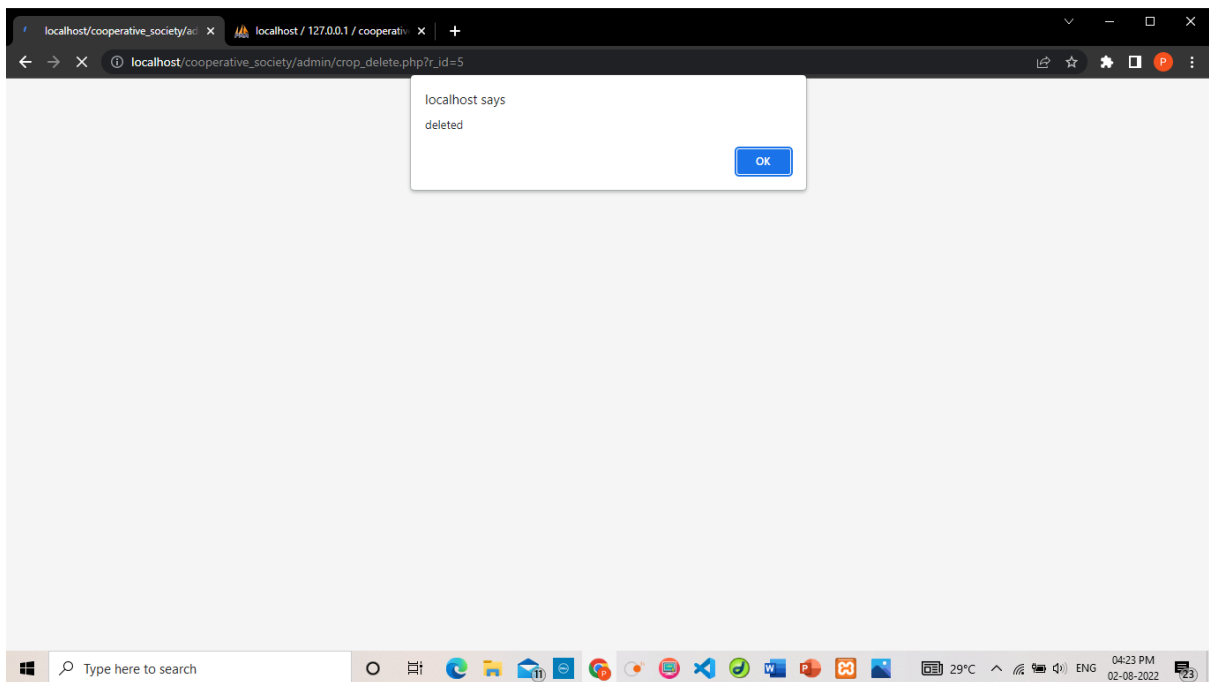 localhost/cooperative_society/ad
localhost / 127.0.0.1 / cooperativ
localhost/cooperative_society/admin/crop_delete.php?r_id=5
P
localhost says
deleted
OK
Type here to search
11
29°C
ENG
04:23 PM
02-08-2022
23